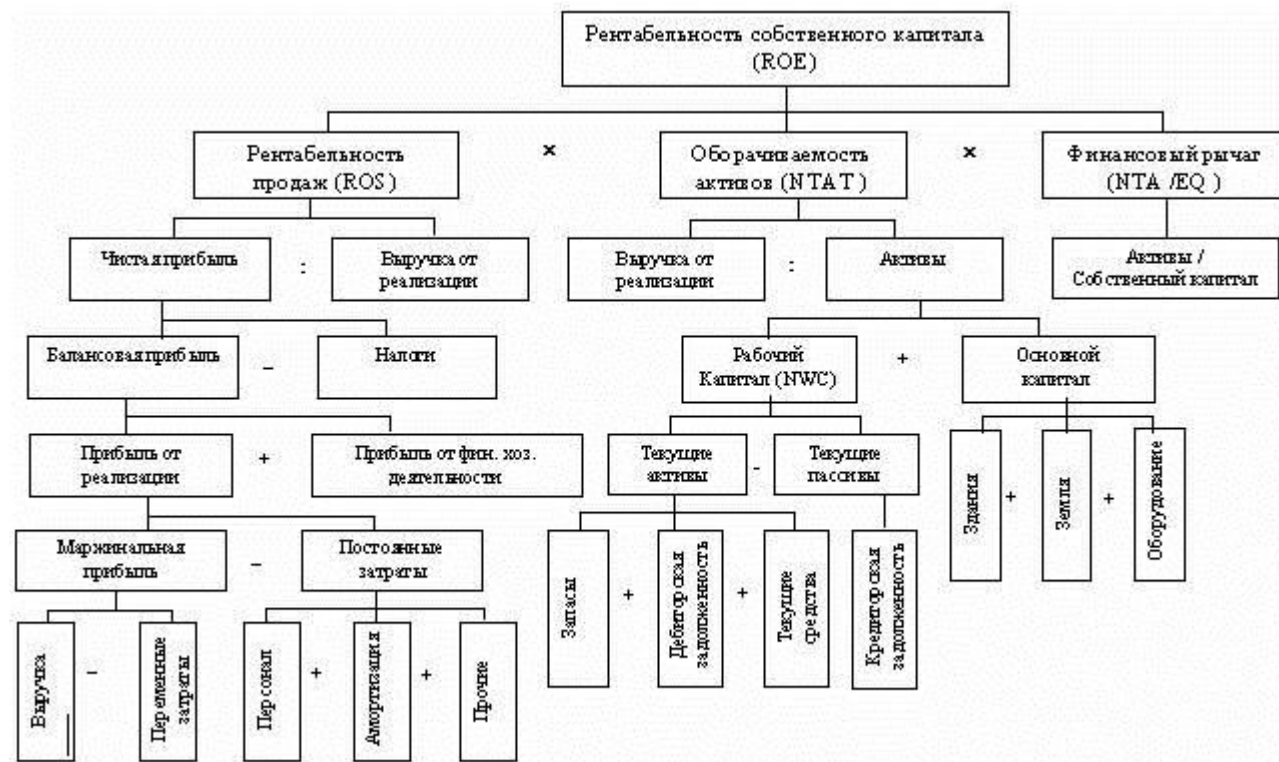 Рентабельность собственного капитала
(ROE)
Рентабельность
продаж (ROS)
×
Оборачиваемость
активов (NTAT)
×
Финансовый рычаг
(NTA /EQ )
Чистая прибыль
:
Выручка от
реализации
Выручка от
реализации
:
Активы
Активы /
Собственный капитал
Балансовая прибыль
–
Налоги
Рабочий
Капитал (NWC)
+
Основной
капитал
Прибыль от
реализации
+
Прибыль от фин. хоз.
деятельности
Текущие
активы
-
Текущие
пассивы
Здания
+
Земля
+
Оборудование
Маржинальная
прибыль
–
Постоянные
затраты
Запасы
+
Дебиторская
задолженность
+
Текущие
средства
Кредиторская
задолженность
Выручка
–
Переменные
затраты
Персонал
+
Амортизация
+
Прочие